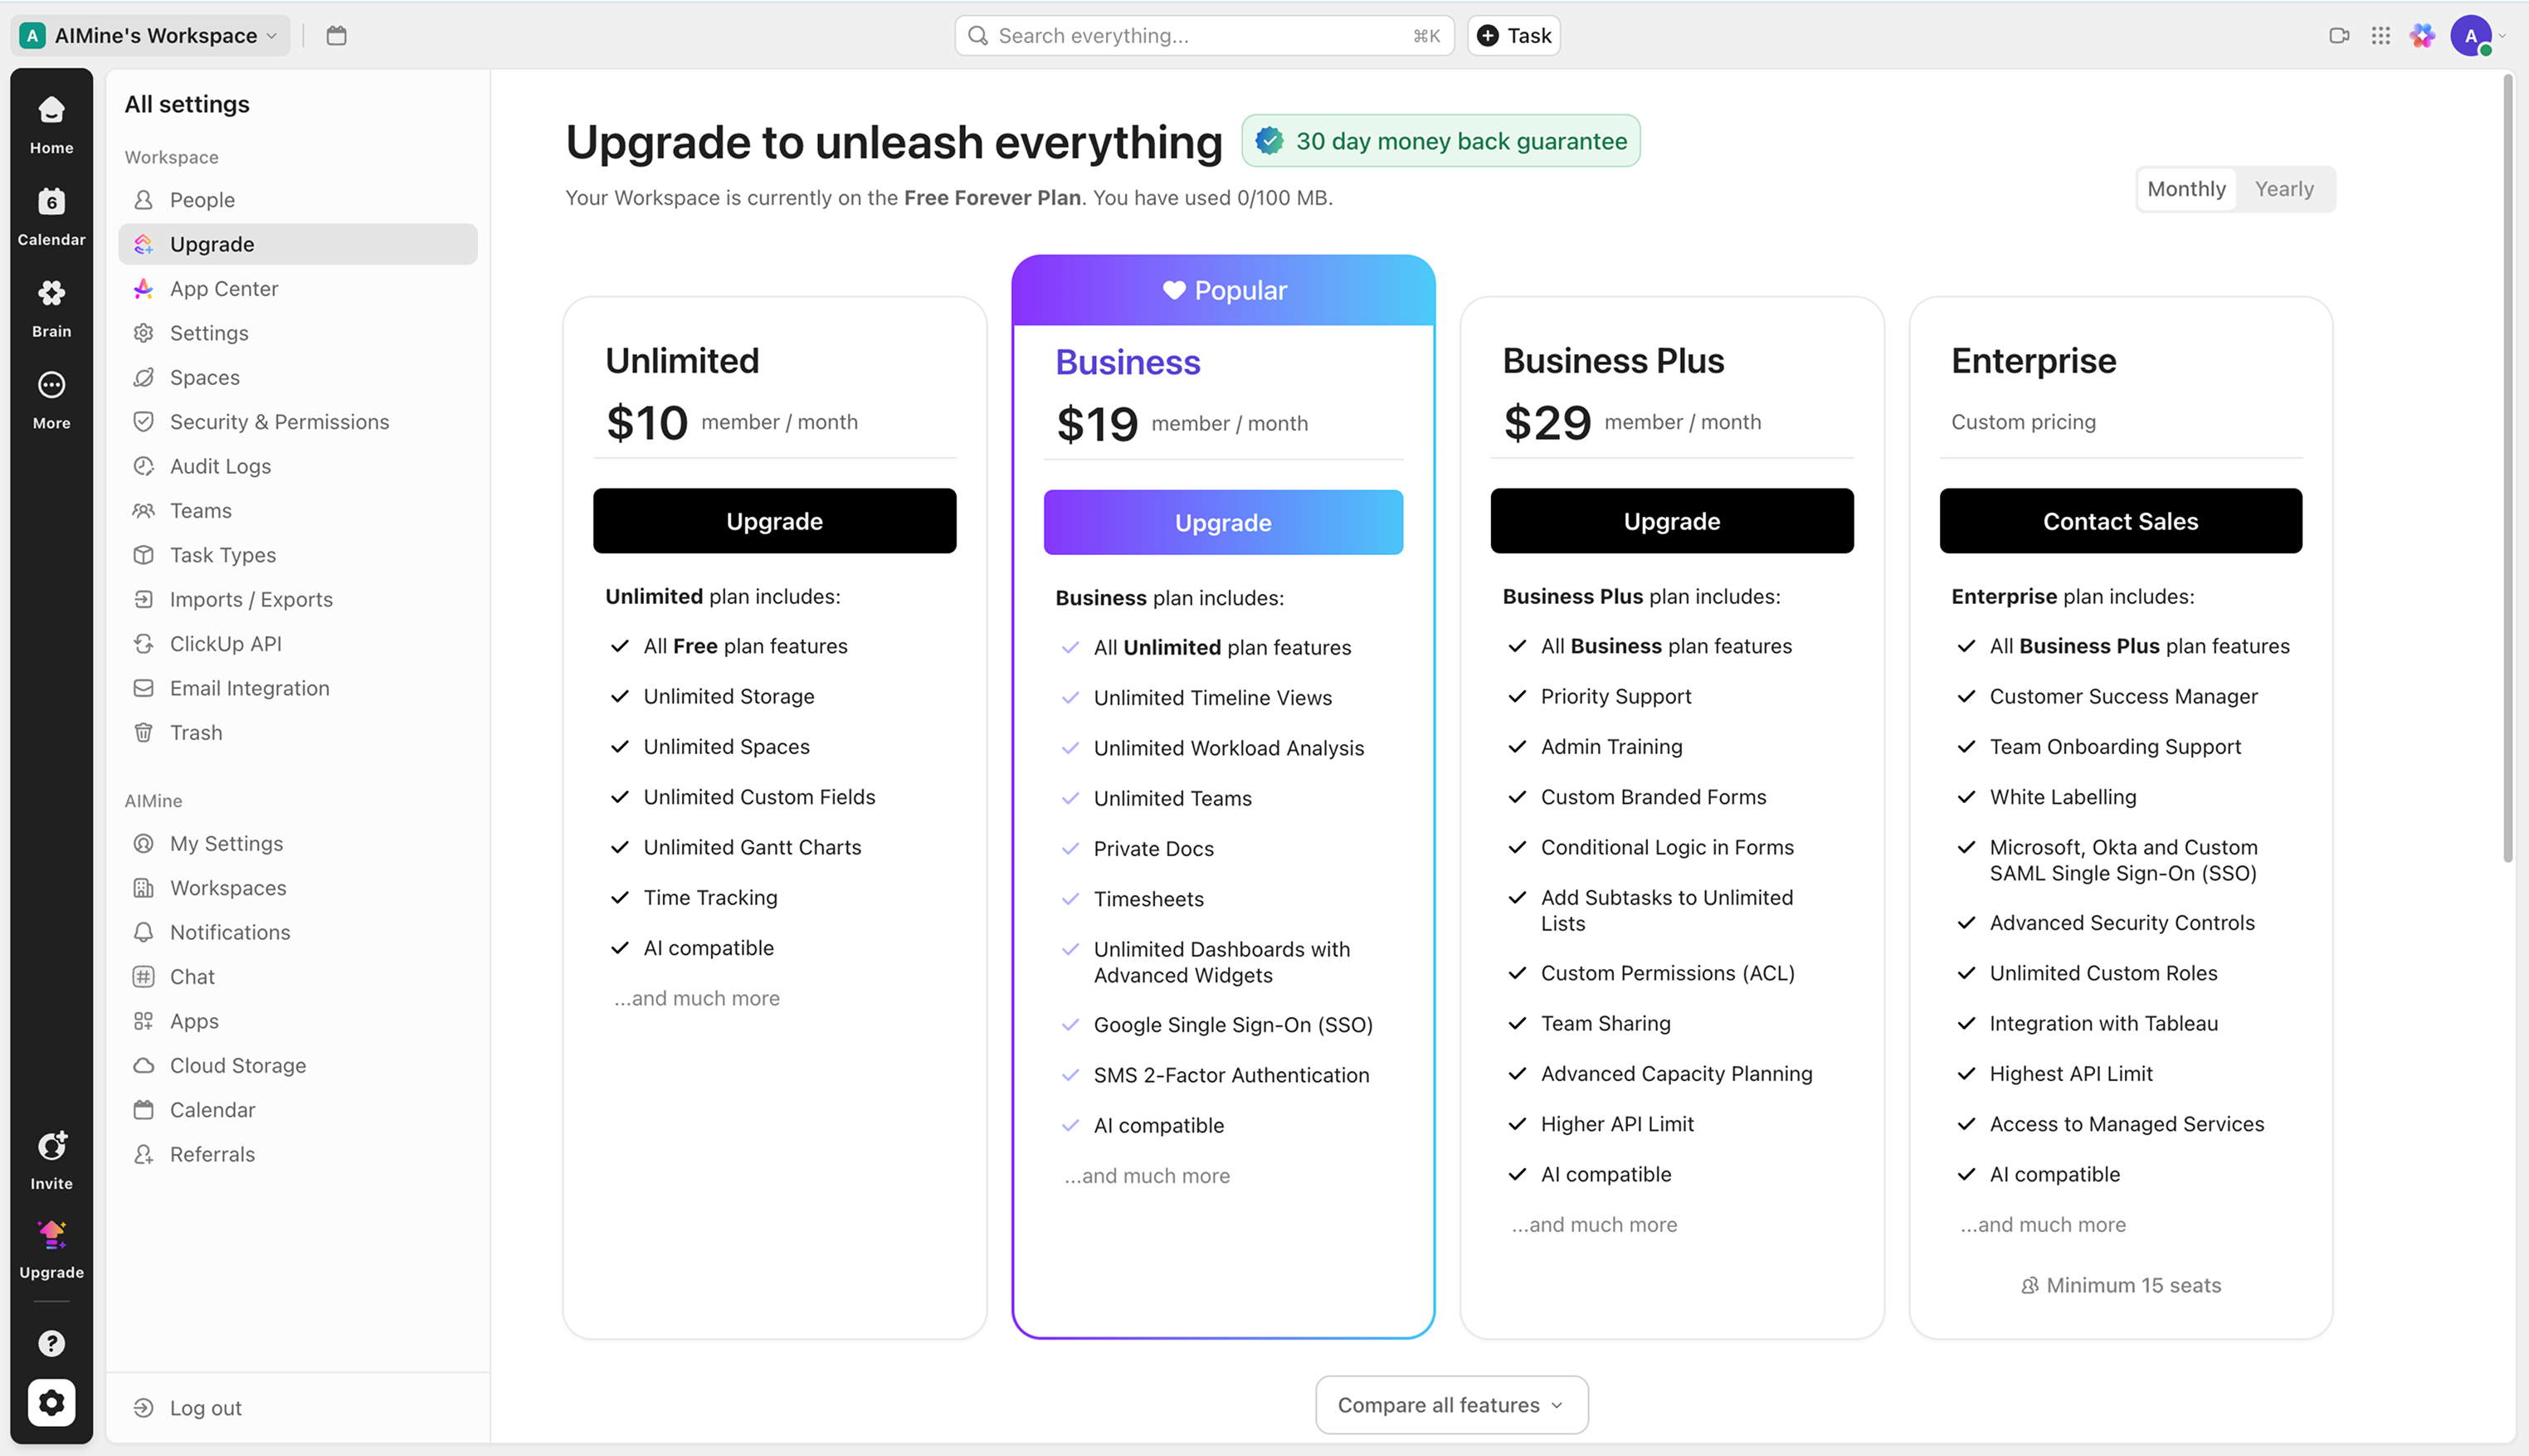 A AIMine's Workspace
Search everything... ⌘K
Task
A
Home
6
Calendar
Brain
More
Invite
Upgrade
?
All settings
Workspace
People
Upgrade
App Center
Settings
Spaces
Security & Permissions
Audit Logs
Teams
Task Types
Imports / Exports
ClickUp API
Email Integration
Trash
AIMine
My Settings
Workspaces
Notifications
Chat
Apps
Cloud Storage
Calendar
Referrals
Log out
Upgrade to unleash everything
30 day money back guarantee
Your Workspace is currently on the Free Forever Plan. You have used 0/100 MB.
Monthly
Yearly
Unlimited
$10 member / month
Upgrade
Unlimited plan includes:
All Free plan features
Unlimited Storage
Unlimited Spaces
Unlimited Custom Fields
Unlimited Gantt Charts
Time Tracking
AI compatible
...and much more
Popular
Business
$19 member / month
Upgrade
Business plan includes:
All Unlimited plan features
Unlimited Timeline Views
Unlimited Workload Analysis
Unlimited Teams
Private Docs
Timesheets
Unlimited Dashboards with
Advanced Widgets
Google Single Sign-On (SSO)
SMS 2-Factor Authentication
AI compatible
...and much more
Business Plus
$29 member / month
Upgrade
Business Plus plan includes:
All Business plan features
Priority Support
Admin Training
Custom Branded Forms
Conditional Logic in Forms
Add Subtasks to Unlimited
Lists
Custom Permissions (ACL)
Team Sharing
Advanced Capacity Planning
Higher API Limit
AI compatible
...and much more
Enterprise
Custom pricing
Contact Sales
Enterprise plan includes:
All Business Plus plan features
Customer Success Manager
Team Onboarding Support
White Labelling
Microsoft, Okta and Custom
SAML Single Sign-On (SSO)
Advanced Security Controls
Unlimited Custom Roles
Integration with Tableau
Highest API Limit
Access to Managed Services
AI compatible
...and much more
Minimum 15 seats
Compare all features